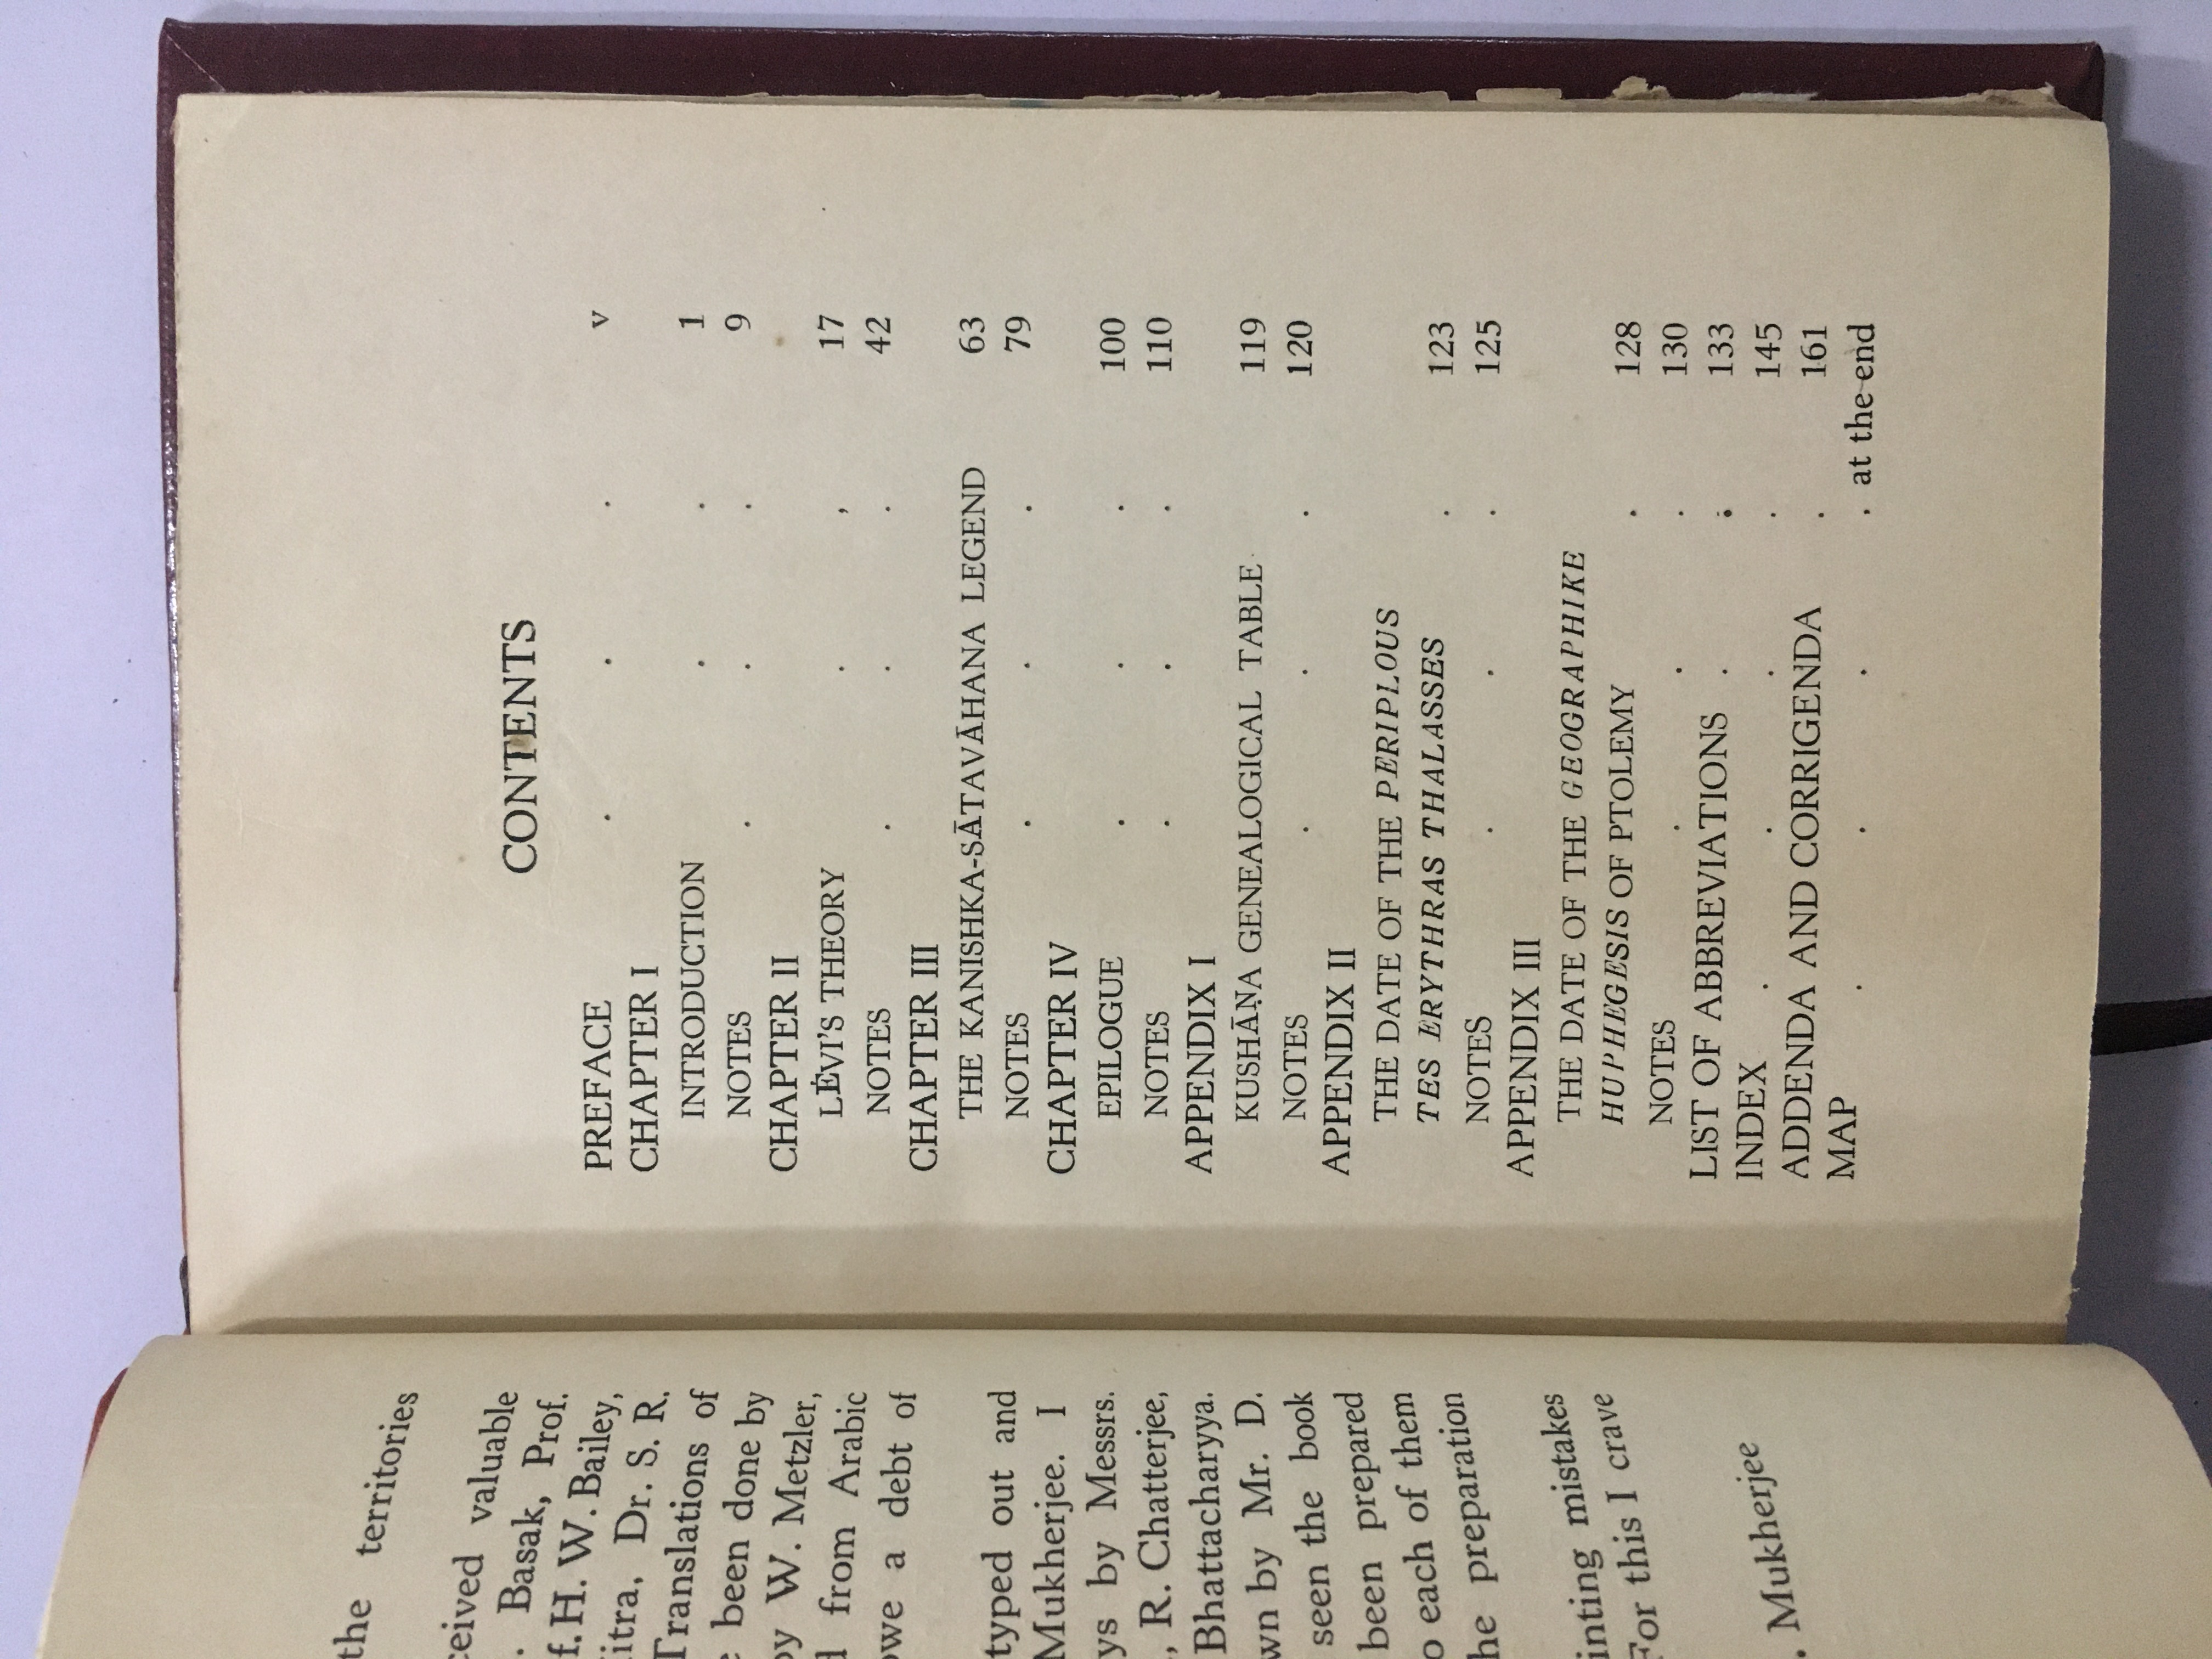 the territories
ceived valuable
. Basak, Prof.
f. H. W. Bailey,
litra, Dr. S. R.
Translations of
e been done by
by W. Metzler,
d from Arabic
owe a debt of
typed out and
Mukherjee. I
ys by Messrs.
, R. Chatterjee,
Bhattacharyya.
wn by Mr. D.
seen the book
been prepared
o each of them
he preparation
inting mistakes
For this I crave
. Mukherjee
CONTENTS
PREFACE . . . v
CHAPTER I
INTRODUCTION . . 1
NOTES . . . 9
CHAPTER II
LÉVI'S THEORY . , 17
NOTES . . . 42
CHAPTER III
THE KANISHKA-SĀTAVĀHANA LEGEND 63
NOTES . . . 79
CHAPTER IV
EPILOGUE . . . 100
NOTES . . . 110
APPENDIX I
KUSHĀṆA GENEALOGICAL TABLE 119
NOTES . . . 120
APPENDIX II
THE DATE OF THE PERIPLOUS
TES ERYTHRAS THALASSES . 123
NOTES . . . 125
APPENDIX III
THE DATE OF THE GEOGRAPHIKE
HUPHEGESIS OF PTOLEMY . 128
NOTES . . . 130
LIST OF ABBREVIATIONS . . 133
INDEX . . . . 145
ADDENDA AND CORRIGENDA . 161
MAP . . . . at the end